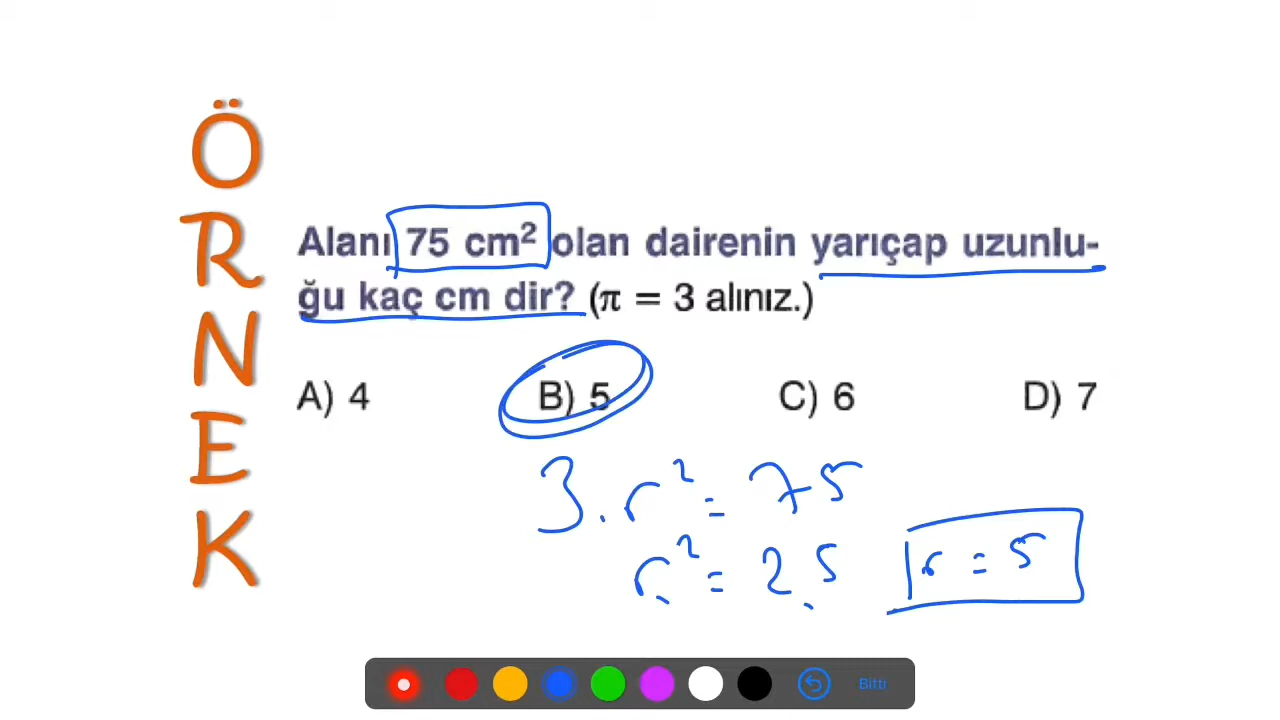 ÖRNEK
Alanı 75 cm² olan dairenin yarıçap uzunlu-
ğu kaç cm dir? (π = 3 alınız.)
A) 4 B) 5 C) 6 D) 7
3.r² = 75
r² = 25 r = 5
Bitti